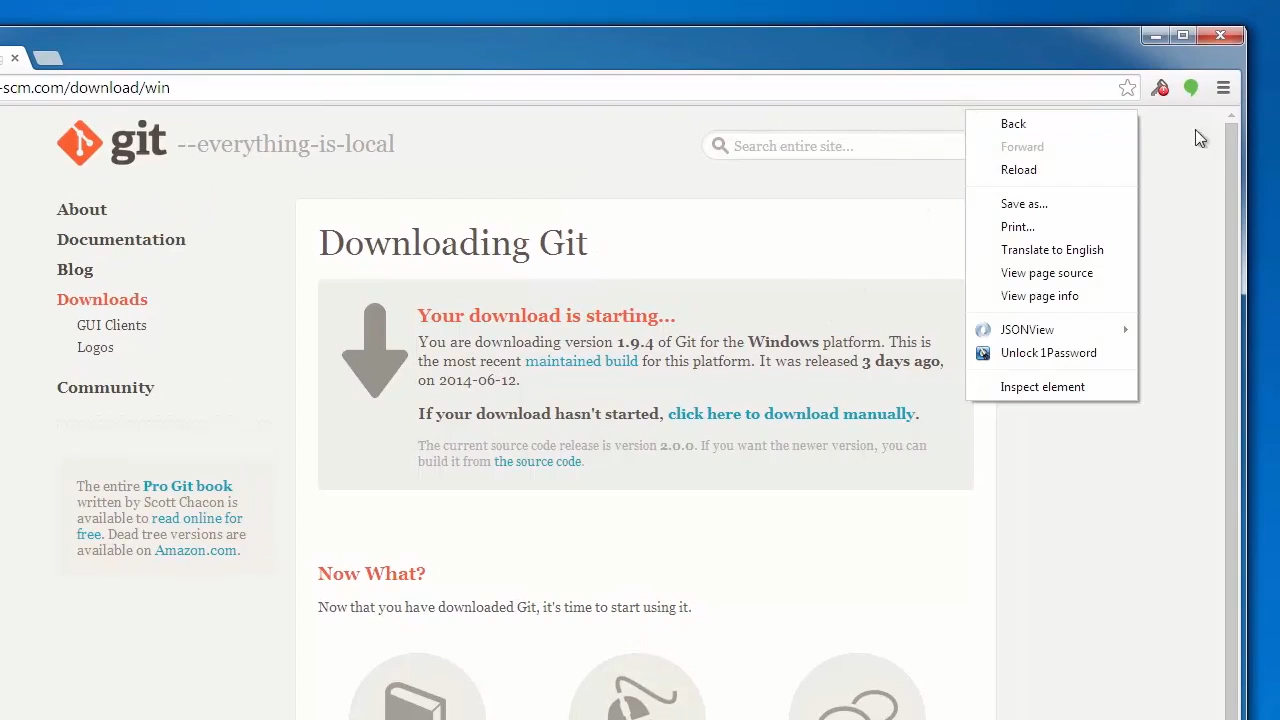 -scm.com/download/win
git --everything-is-local
Search entire site...
About
Documentation
Blog
Downloads
GUI Clients
Logos
Community
The entire Pro Git book
written by Scott Chacon is
available to read online for
free. Dead tree versions are
available on Amazon.com.
Downloading Git
Your download is starting...
You are downloading version 1.9.4 of Git for the Windows platform. This is
the most recent maintained build for this platform. It was released 3 days ago,
on 2014-06-12.
If your download hasn't started, click here to download manually.
The current source code release is version 2.0.0. If you want the newer version, you can
build it from the source code.
Now What?
Now that you have downloaded Git, it's time to start using it.
Back
Forward
Reload
Save as...
Print...
Translate to English
View page source
View page info
JSONView
Unlock 1Password
Inspect element